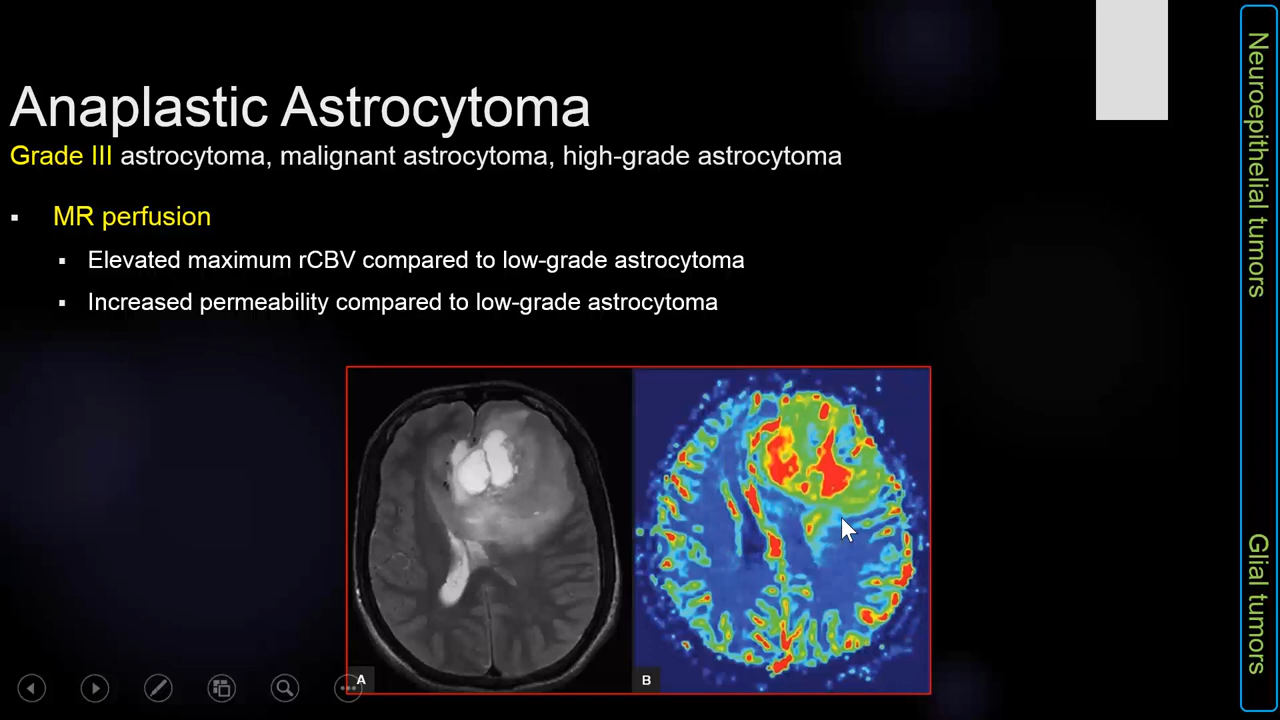 Anaplastic Astrocytoma
Grade III astrocytoma, malignant astrocytoma, high-grade astrocytoma
MR perfusion
Elevated maximum rCBV compared to low-grade astrocytoma
Increased permeability compared to low-grade astrocytoma
A
B
Neuroepithelial tumors
Glial tumors